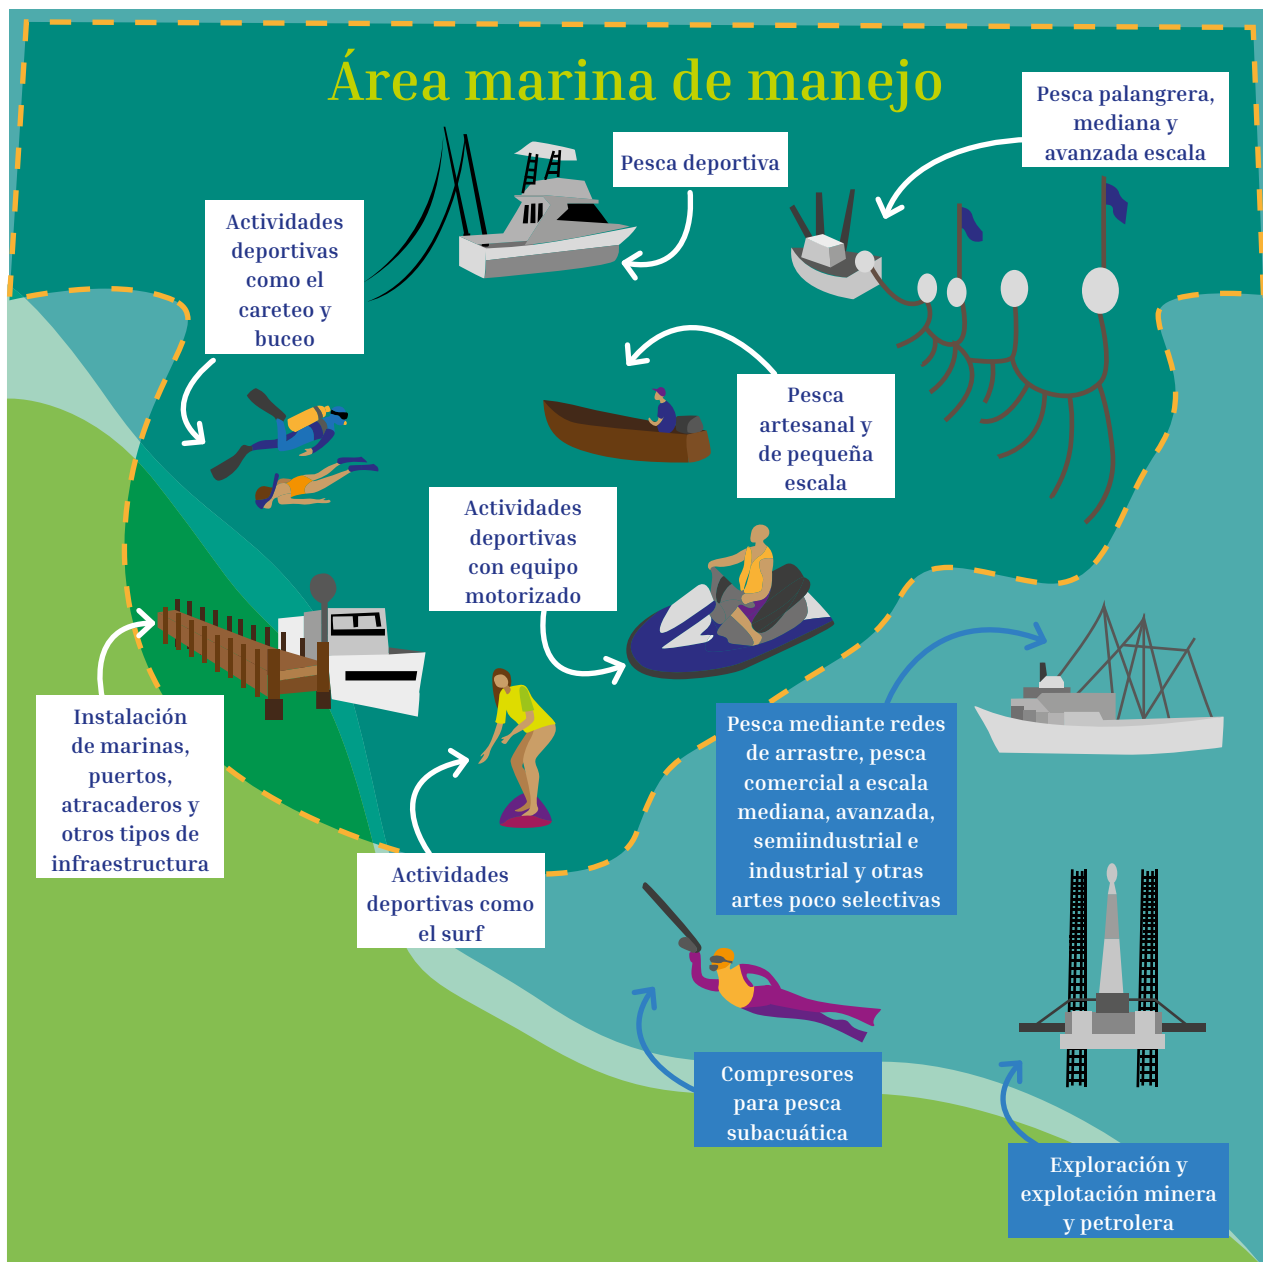 Área marina de manejo
Pesca palangrera,
mediana y
avanzada escala
Pesca deportiva
Actividades
deportivas
como el
careteo y
buceo
Pesca
artesanal y
de pequeña
escala
Actividades
deportivas
con equipo
motorizado
Instalación
de marinas,
puertos,
atracaderos y
otros tipos de
infraestructura
Pesca mediante redes
de arrastre, pesca
comercial a escala
mediana, avanzada,
semiindustrial e
industrial y otras
artes poco selectivas
Actividades
deportivas como
el surf
Compresores
para pesca
subacuática
Exploración y
explotación minera
y petrolera